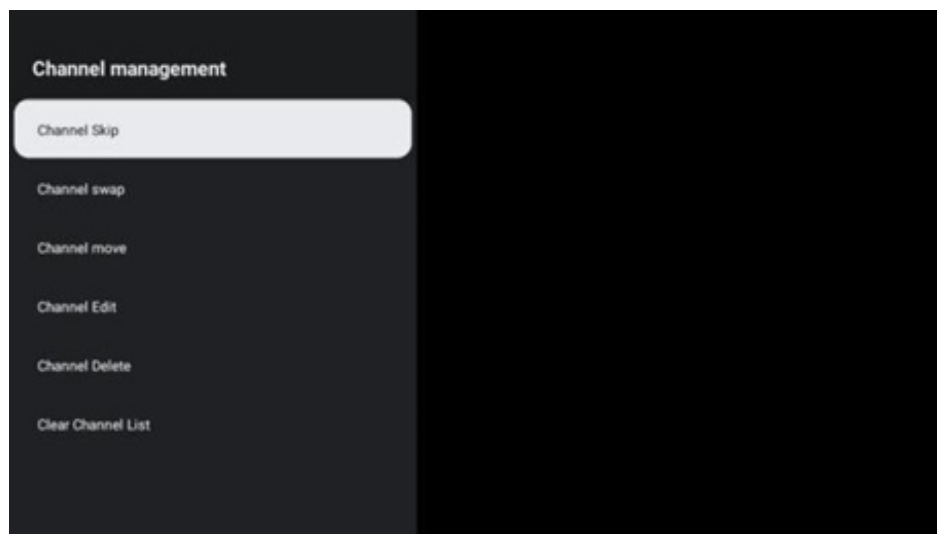 Channel management
Channel Skip
Channel swap
Channel move
Channel Edit
Channel Delete
Clear Channel List